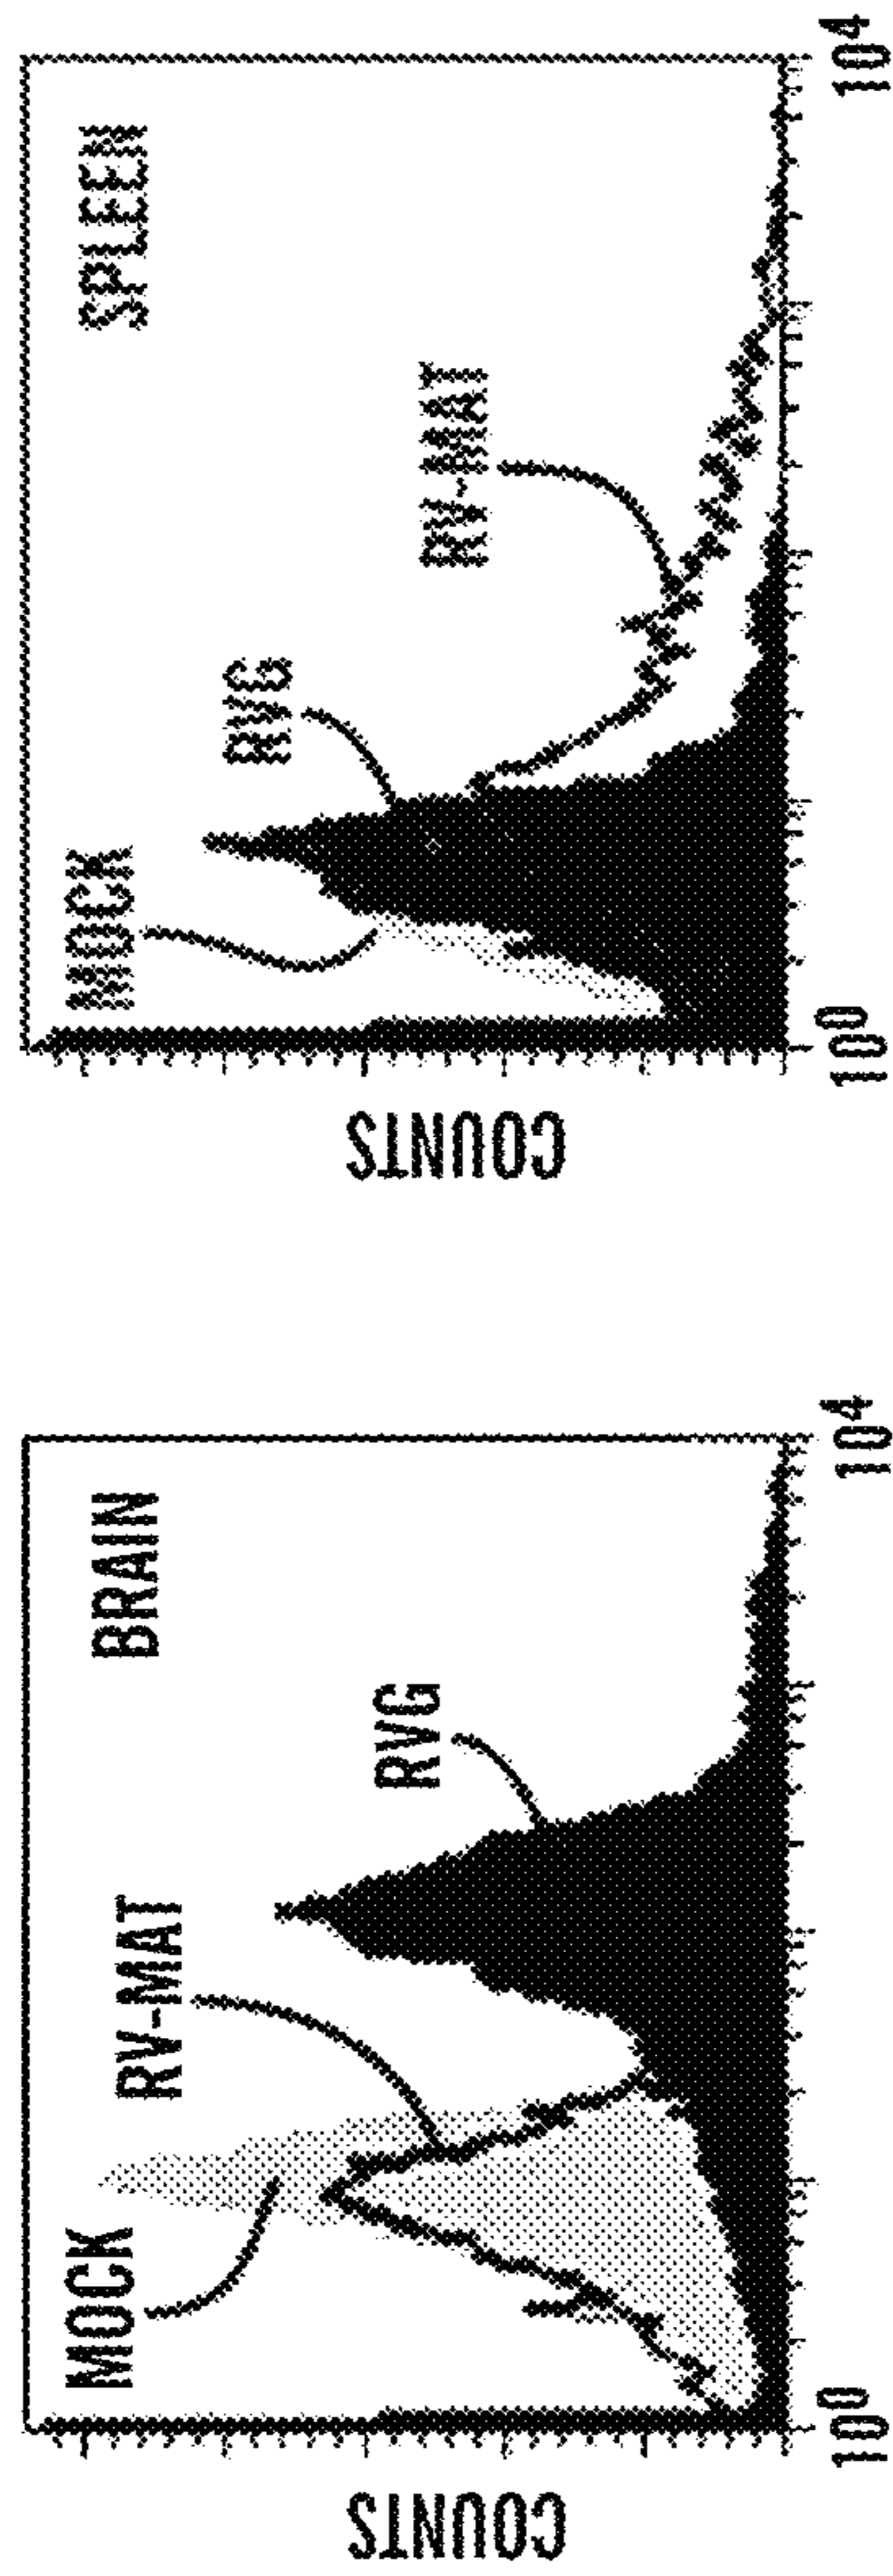 BRAIN
MOCK
RV-MAT
RVG
COUNTS
10⁰
10⁴
SPLEEN
MOCK
RVG
RV-MAT
COUNTS
10⁰
10⁴